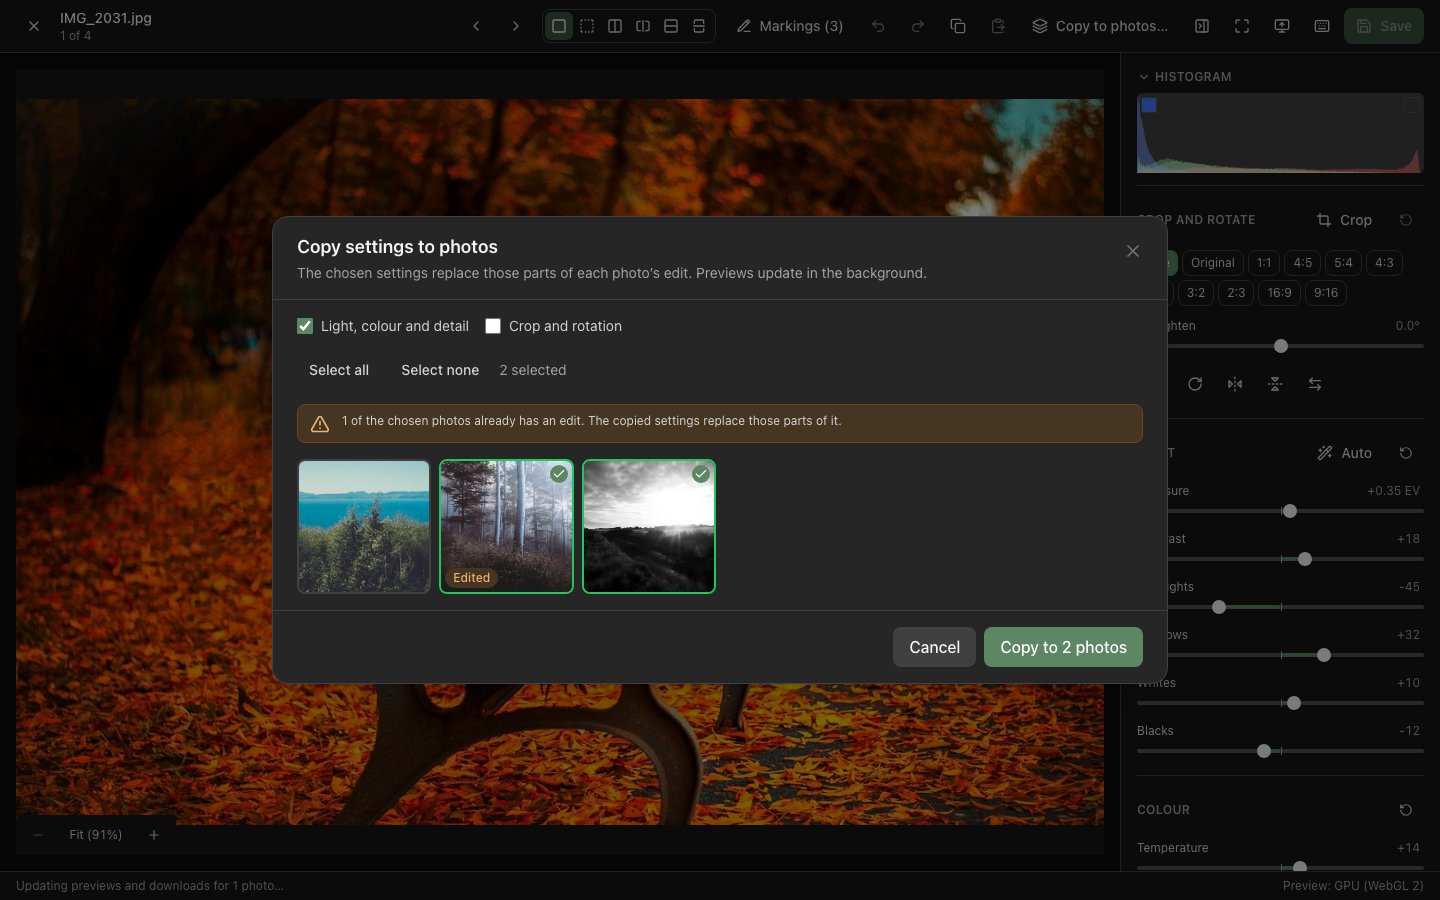 IMG_2031.jpg
1 of 4
Markings (3)
Copy to photos...
Save
HISTOGRAM
CROP AND ROTATE
Crop
Original
1:1
4:5
5:4
4:3
3:2
2:3
16:9
9:16
0.0°
Auto
+0.35 EV
+18
-45
+32
Whites
+10
Blacks
-12
COLOUR
Temperature
+14
Copy settings to photos
The chosen settings replace those parts of each photo's edit. Previews update in the background.
Light, colour and detail
Crop and rotation
Select all
Select none
2 selected
1 of the chosen photos already has an edit. The copied settings replace those parts of it.
Edited
Cancel
Copy to 2 photos
Fit (91%)
Updating previews and downloads for 1 photo...
Preview: GPU (WebGL 2)